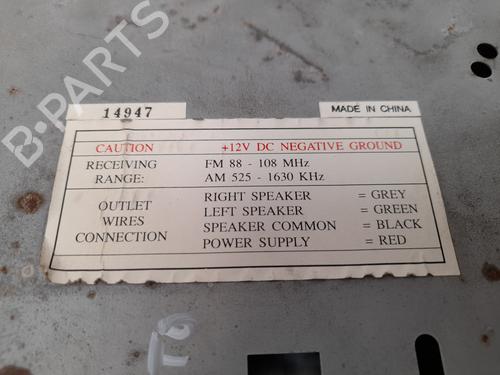 B-PARTS
14947
MADE IN CHINA
CAUTION +12V DC NEGATIVE GROUND
RECEIVING RANGE: FM 88 - 108 MHz
AM 525 - 1630 KHz
OUTLET WIRES CONNECTION
RIGHT SPEAKER = GREY
LEFT SPEAKER = GREEN
SPEAKER COMMON = BLACK
POWER SUPPLY = RED